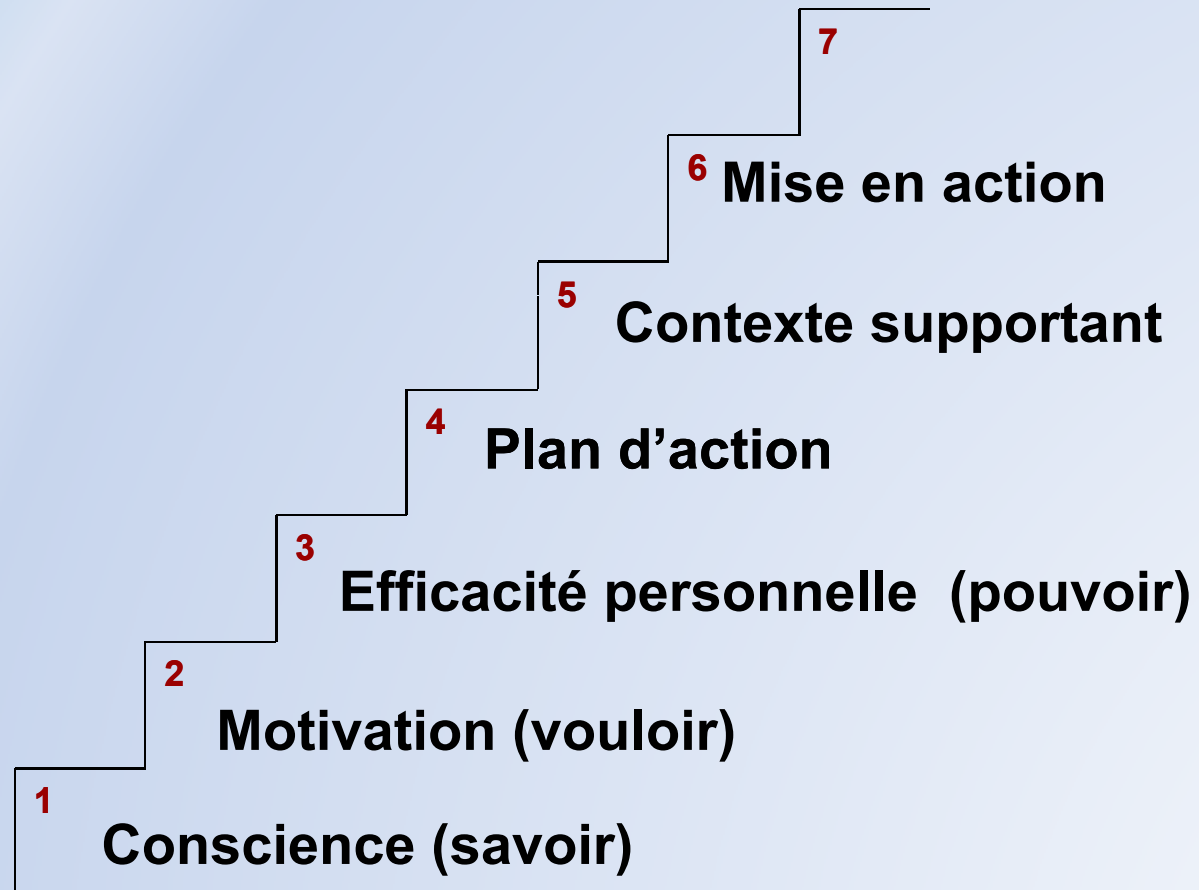 7
6 Mise en action
5
Contexte supportant
4
Plan d’action
3
Efficacité personnelle (pouvoir)
2
Motivation (vouloir)
1
Conscience (savoir)